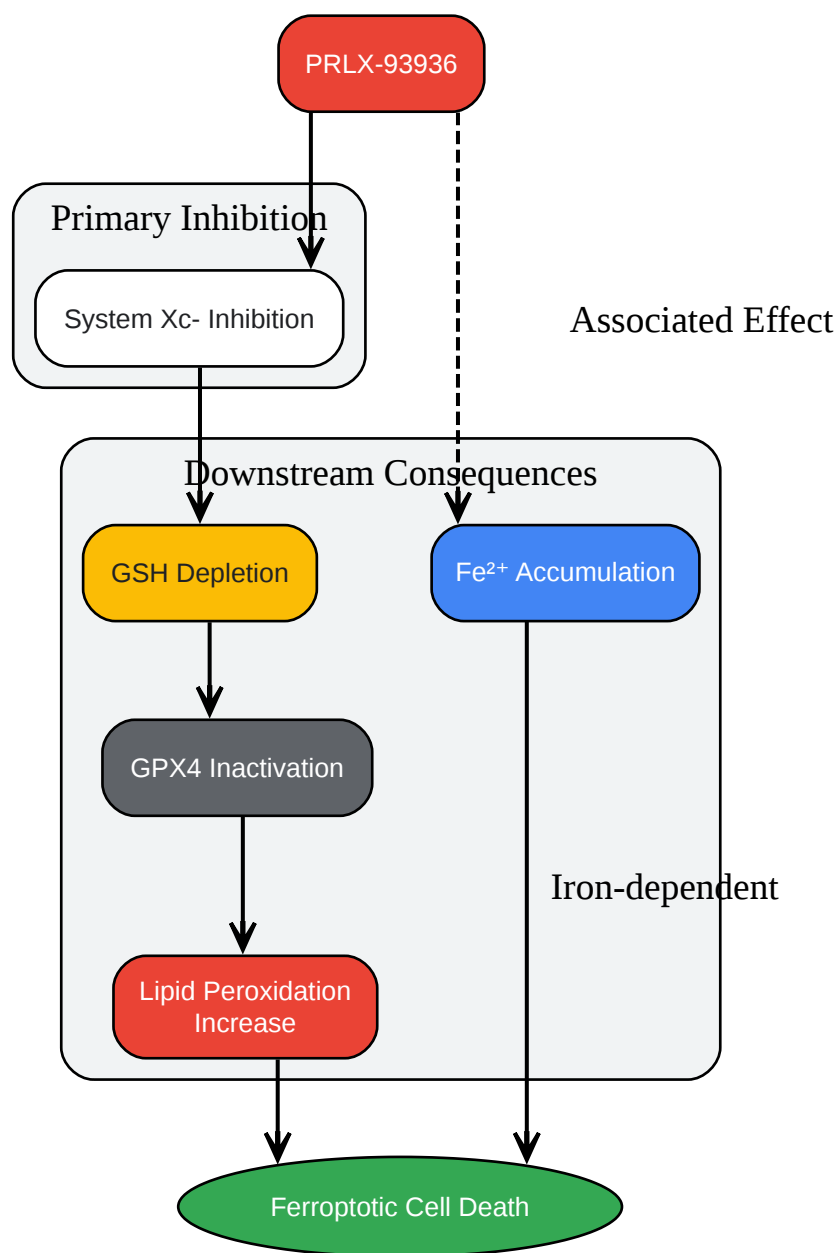 PRLX-93936
Primary Inhibition
System Xc- Inhibition
Associated Effect
Downstream Consequences
GSH Depletion
Fe²⁺ Accumulation
GPX4 Inactivation
Iron-dependent
Lipid Peroxidation
Increase
Ferroptotic Cell Death